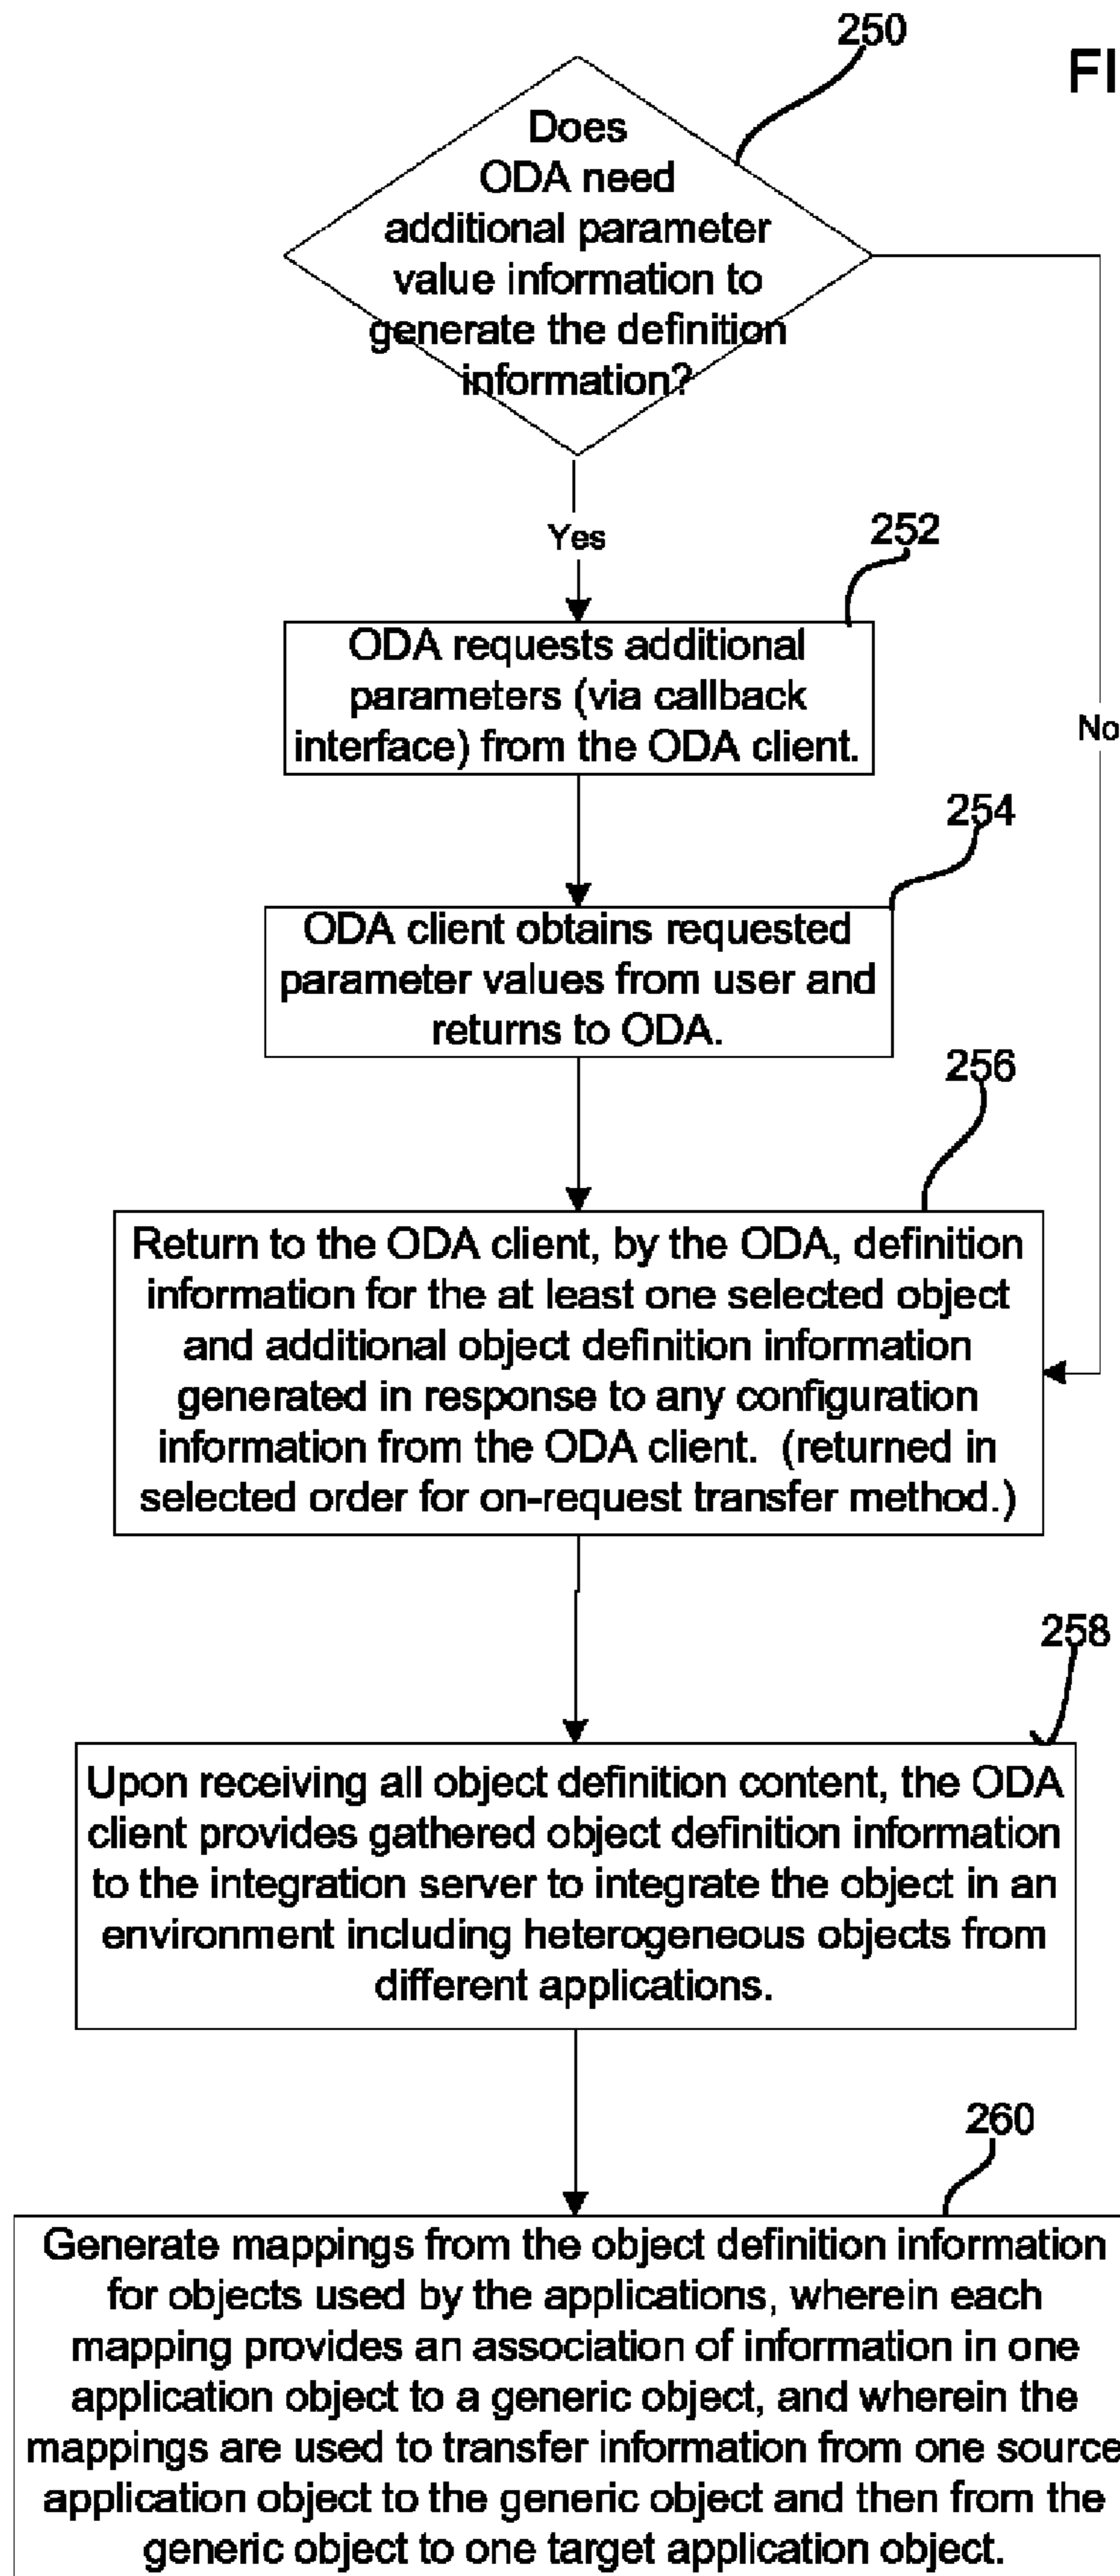 250
FI
Does
ODA need
additional parameter
value information to
generate the definition
information?
Yes
252
ODA requests additional
parameters (via callback
interface) from the ODA client.
No
254
ODA client obtains requested
parameter values from user and
returns to ODA.
256
Return to the ODA client, by the ODA, definition
information for the at least one selected object
and additional object definition information
generated in response to any configuration
information from the ODA client. (returned in
selected order for on-request transfer method.)
258
Upon receiving all object definition content, the ODA
client provides gathered object definition information
to the integration server to integrate the object in an
environment including heterogeneous objects from
different applications.
260
Generate mappings from the object definition information
for objects used by the applications, wherein each
mapping provides an association of information in one
application object to a generic object, and wherein the
mappings are used to transfer information from one source
application object to the generic object and then from the
generic object to one target application object.